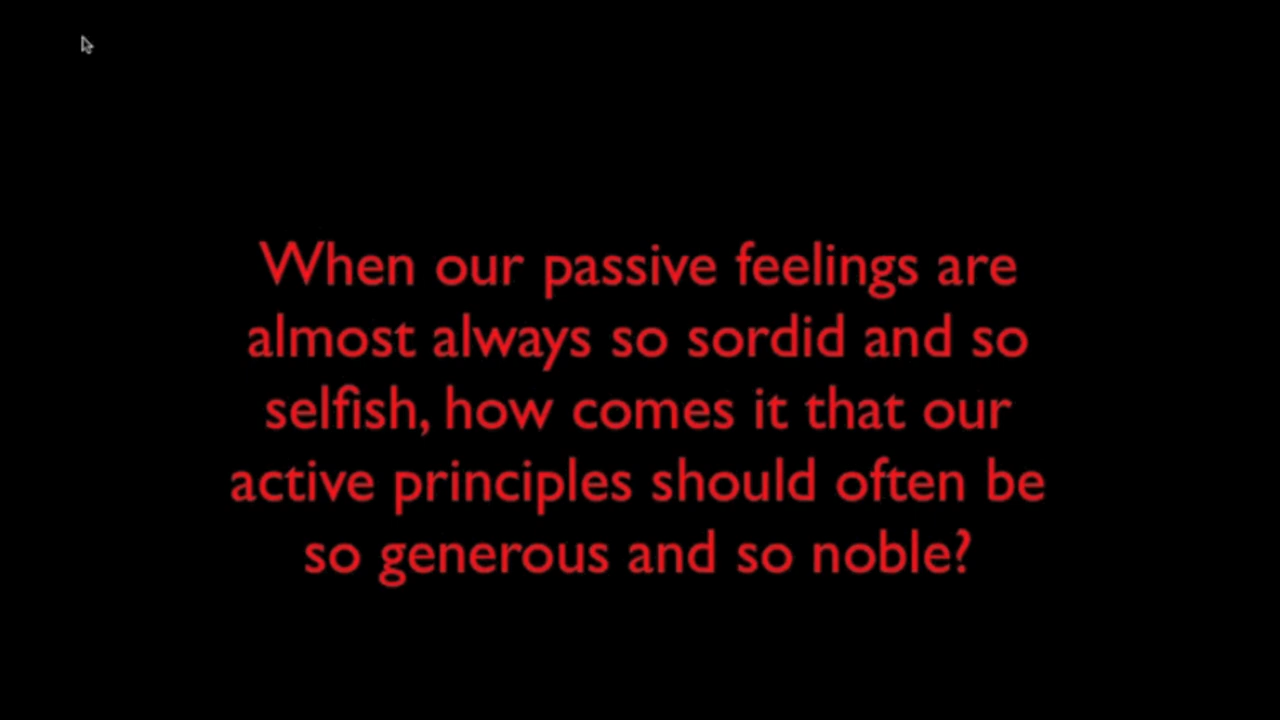 When our passive feelings are
almost always so sordid and so
selfish, how comes it that our
active principles should often be
so generous and so noble?